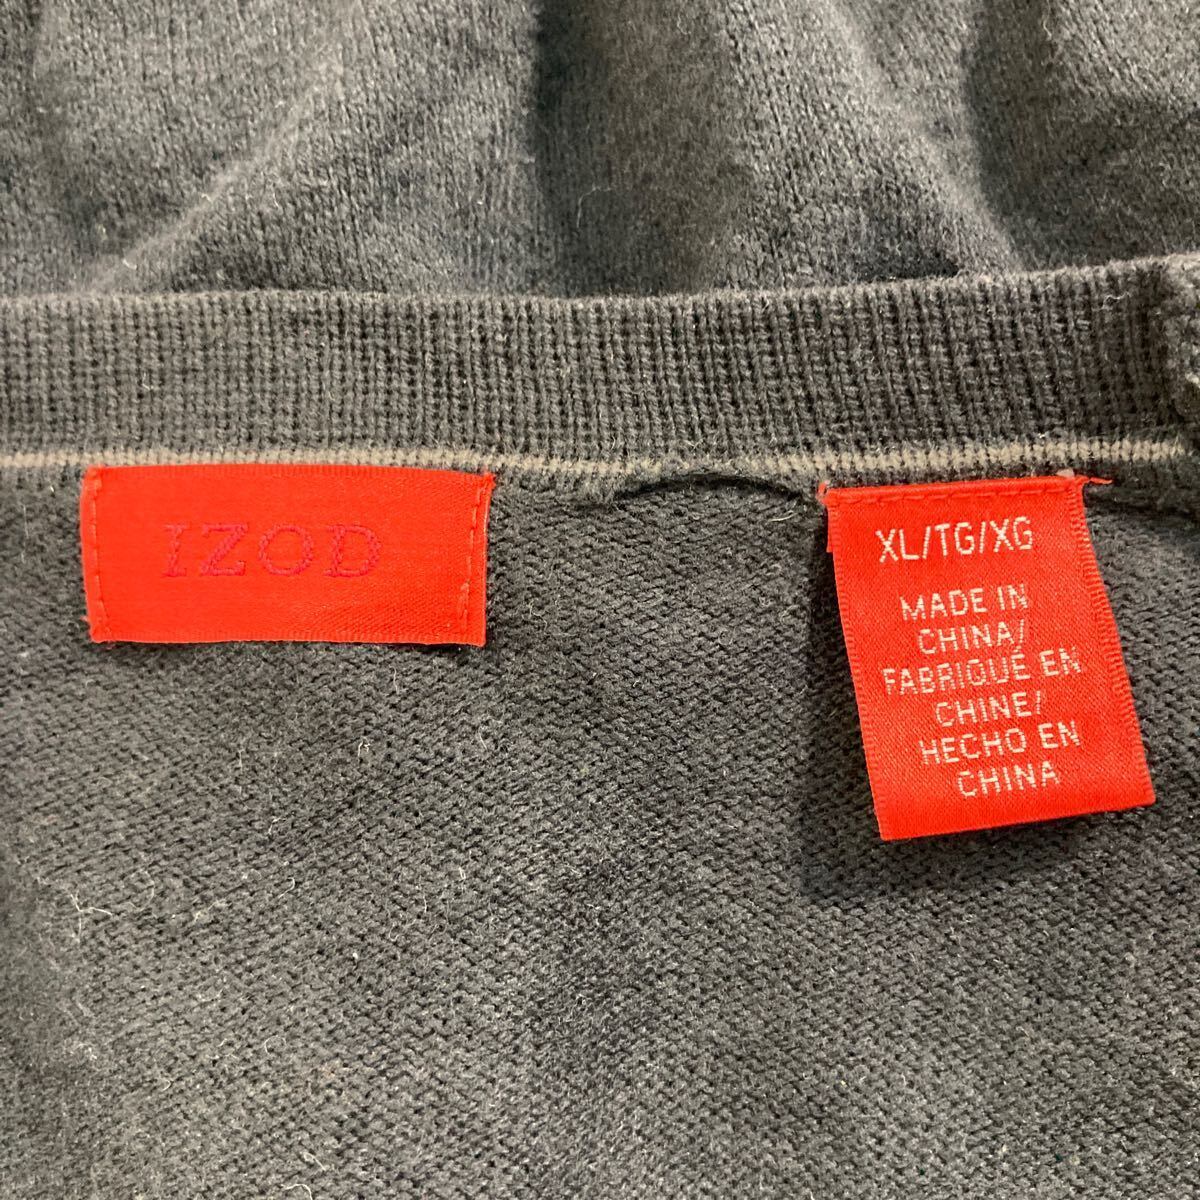 IZOD
XL/TG/XG
MADE IN
CHINA/
FABRIQUÉ EN
CHINE/
HECHO EN
CHINA